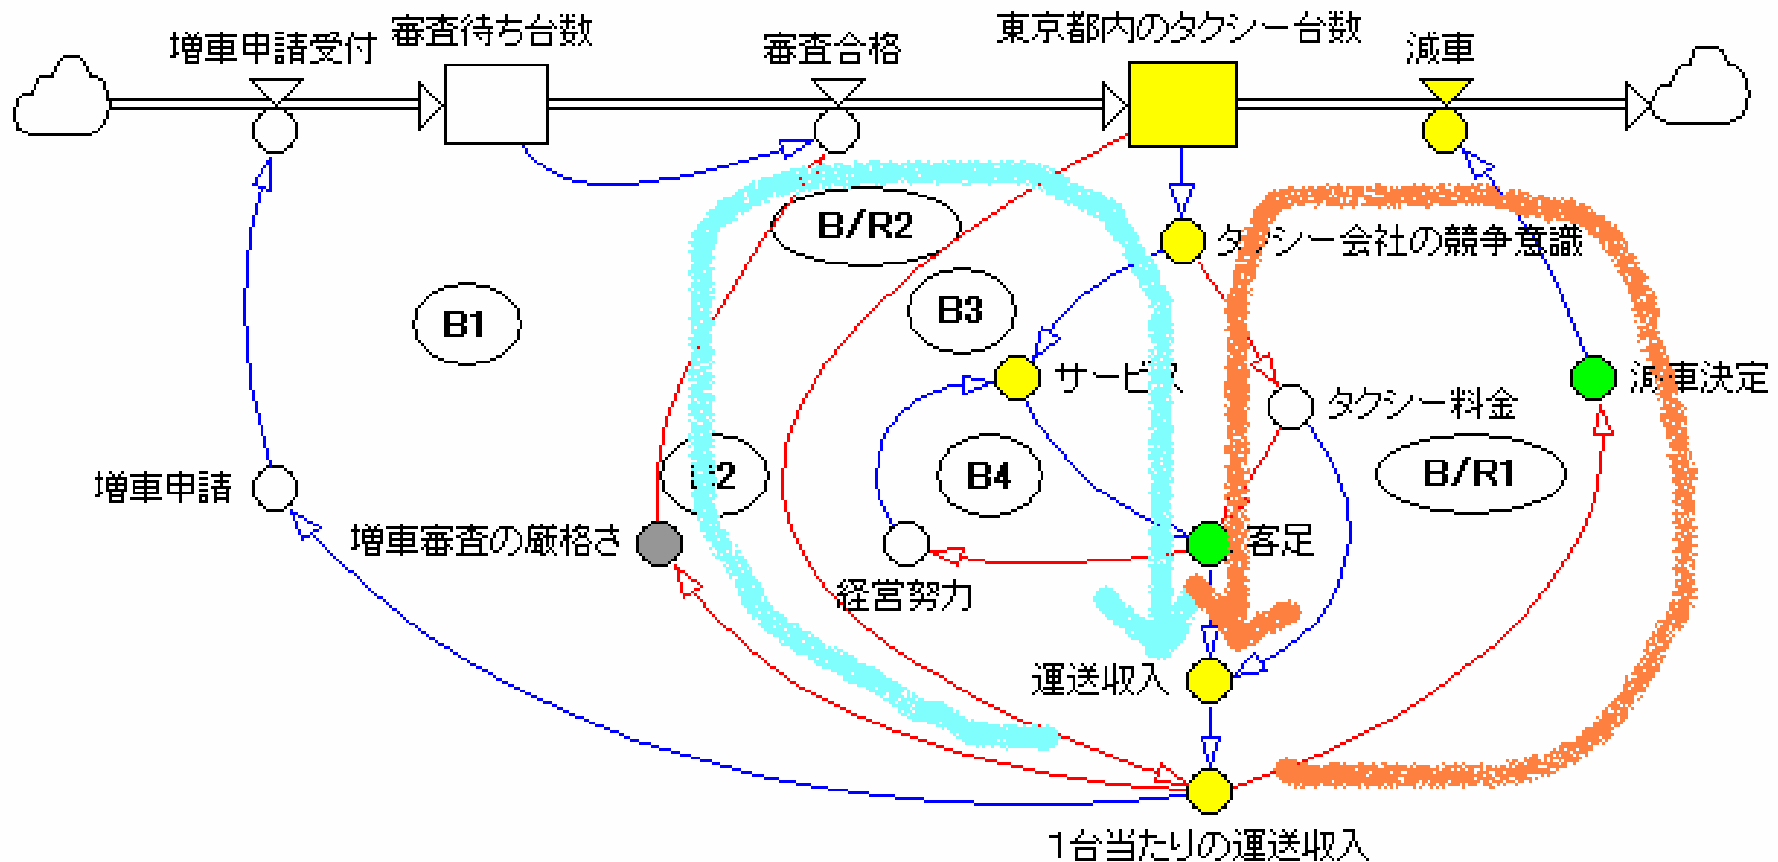 増車申請受付
審査待ち台数
審査合格
東京都内のタクシー台数
減車
B/R2
タクシー会社の競争意識
B1
B3
サービス
タクシー料金
減車決定
B2
B4
B/R1
増車申請
増車審査の厳格さ
客足
経営努力
運送収入
1台当たりの運送収入